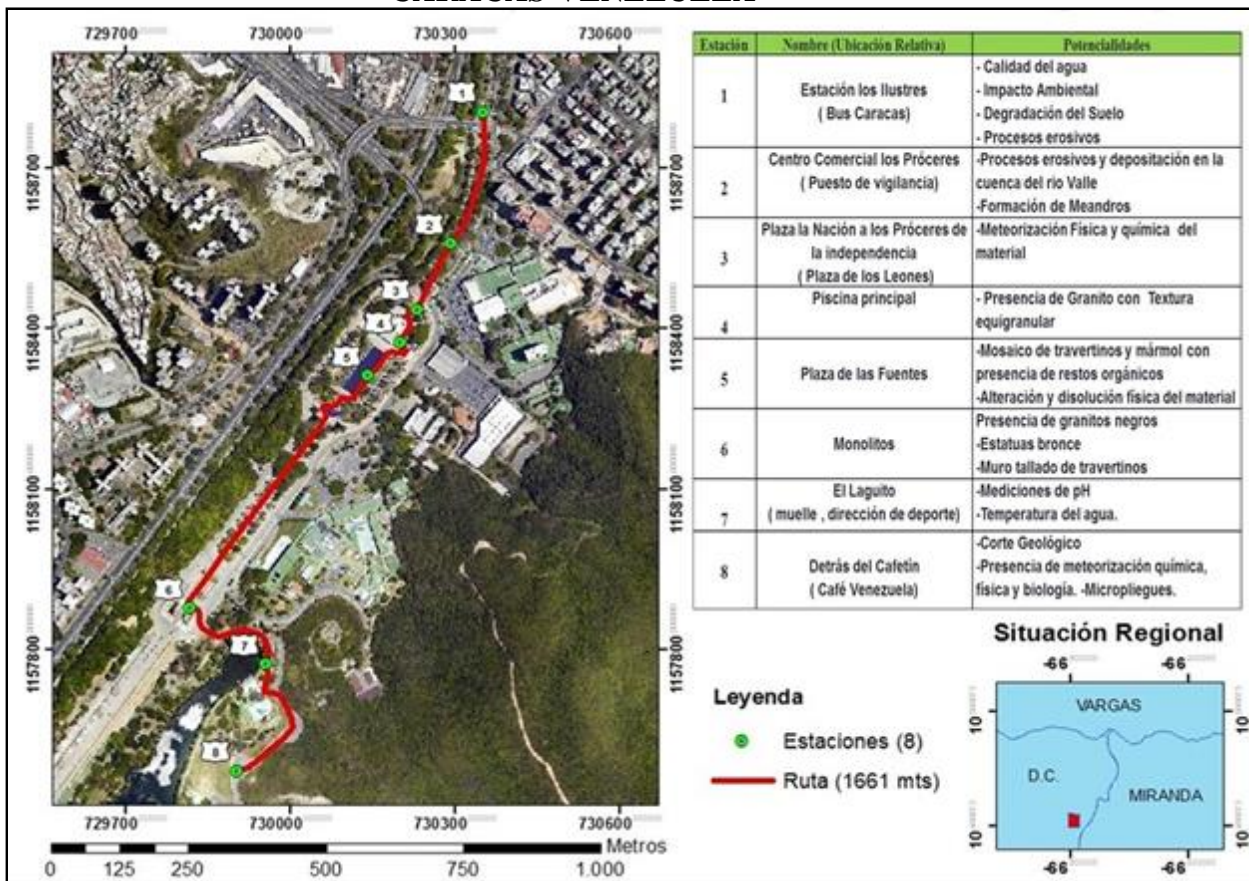 729700 730000 730300 730600
1158700
1158400
1158100
1157800
1158700
1158400
1158100
1157800
1
2
3
4
5
6
7
8
729700 730000 730300 730600
Metros
0 125 250 500 750 1.000
Estación Nombre (Ubicación Relativa) Potencialidades
1
Estación los Ilustres
( Bus Caracas)
- Calidad del agua
- Impacto Ambiental
- Degradación del Suelo
- Procesos erosivos
2
Centro Comercial los Próceres
( Puesto de vigilancia)
-Procesos erosivos y depositación en la
cuenca del rio Valle
-Formación de Meandros
3
Plaza la Nación a los Próceres de
la independencia
( Plaza de los Leones)
-Meteorización Física y química del
material
4
Piscina principal
- Presencia de Granito con Textura
equigranular
5
Plaza de las Fuentes
-Mosaico de travertinos y mármol con
presencia de restos orgánicos
-Alteración y disolución física del material
6
Monolitos
Presencia de granitos negros
-Estatuas bronce
-Muro tallado de travertinos
7
El Laguito
( muelle , dirección de deporte)
-Mediciones de pH
-Temperatura del agua.
8
Detrás del Cafetín
( Café Venezuela)
-Corte Geológico
-Presencia de meteorización química,
física y biología. -Micropliegues.
Leyenda
Estaciones (8)
Ruta (1661 mts)
Situación Regional
-66 -66
10
10
VARGAS
D.C.
MIRANDA
10
10
-66 -66